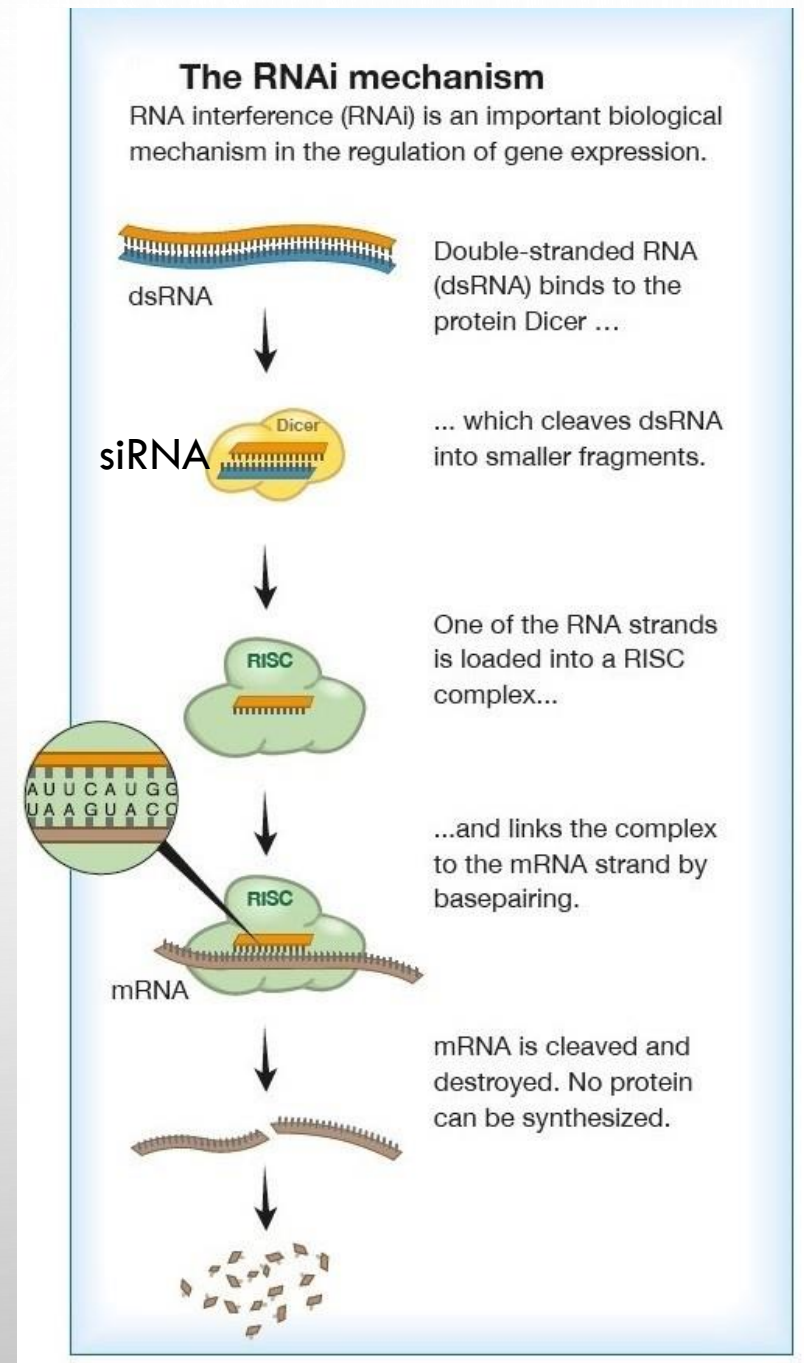 The RNAi mechanism
RNA interference (RNAi) is an important biological
mechanism in the regulation of gene expression.
Double-stranded RNA
(dsRNA) binds to the
protein Dicer ...
dsRNA
... which cleaves dsRNA
into smaller fragments.
Dicer
siRNA
One of the RNA strands
is loaded into a RISC
complex...
RISC
AUUCAUGG
UAAGUACC
...and links the complex
to the mRNA strand by
basepairing.
RISC
mRNA
mRNA is cleaved and
destroyed. No protein
can be synthesized.